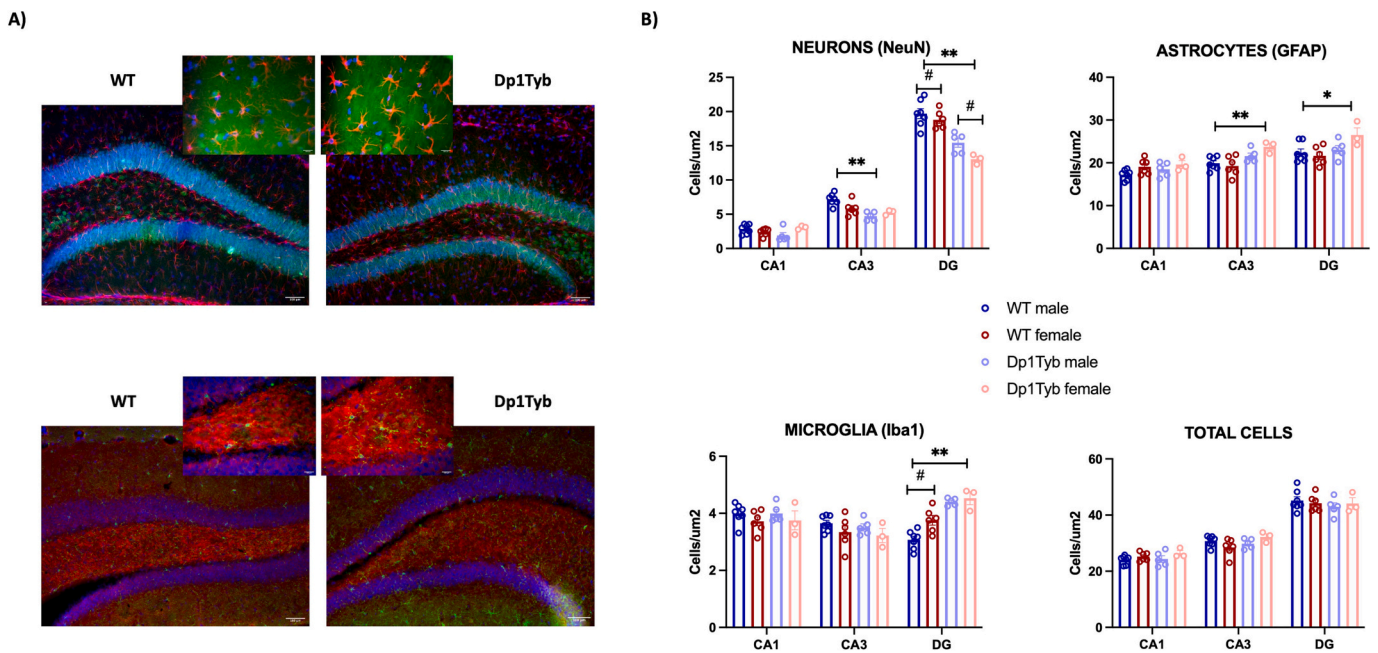 A)
WT
Dp1Tyb
WT
Dp1Tyb
B)
NEURONS (NeuN)
Cells/um2
25
20
15
10
5
0
**
**
#
#
CA1
CA3
DG
ASTROCYTES (GFAP)
Cells/um2
40
30
20
10
0
**
*
CA1
CA3
DG
WT male
WT female
Dp1Tyb male
Dp1Tyb female
MICROGLIA (Iba1)
Cells/um2
6
4
2
0
**
#
CA1
CA3
DG
TOTAL CELLS
Cells/um2
60
40
20
0
CA1
CA3
DG